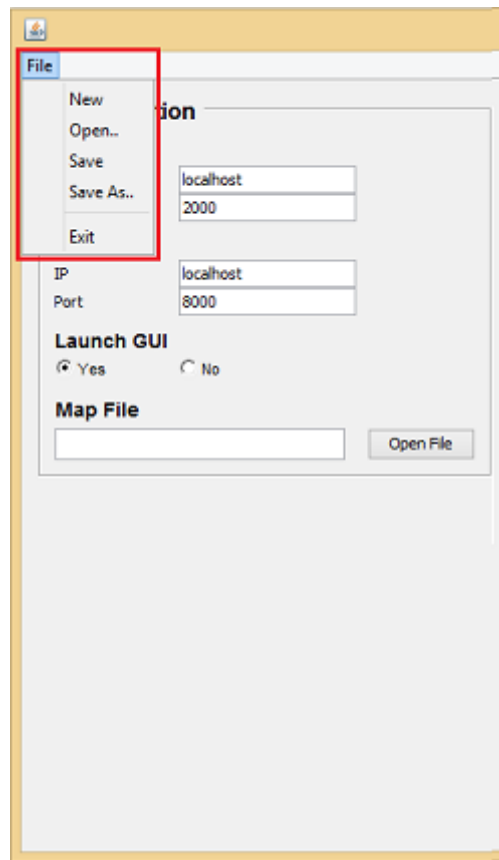 File
New
tion
Open..
Save
localhost
Save As..
2000
Exit
IP localhost
Port 8000
Launch GUI
Yes No
Map File
Open File